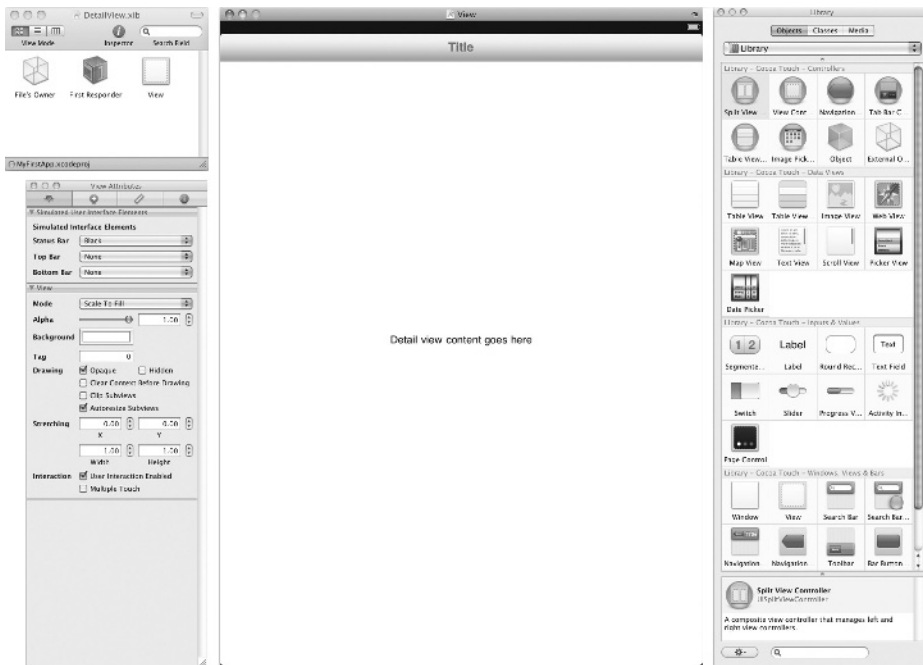 DetailView.xib
View Mode
Inspector
Search Field
File's Owner
First Responder
View
MyFirstApp.xcodeproj
View Attributes
Simulated User Interface Elements
Simulated Interface Elements
Status Bar Black
Top Bar None
Bottom Bar None
View
Mode Scale To Fill
Alpha 1.00
Background
Tag 0
Drawing Opaque Hidden
Clear Context Before Drawing
Clip Subviews
Autoresize Subviews
Stretching 0.00 0.00
X Y
1.00 1.00
Width Height
Interaction User Interaction Enabled
Multiple Touch
View
Title
Detail view content goes here
Library
Objects Classes Media
Library
Library – Cocoa Touch – Controllers
Split View... View Cont... Navigation... Tab Bar C...
Table View... Image Pick... Object External O...
Library – Cocoa Touch – Data Views
Table View Table View... Image View Web View
Map View Text View Scroll View Picker View
Date Picker
Library – Cocoa Touch – Inputs & Values
1 2 Label Text
Segmente... Label Round Rec... Text Field
Switch Slider Progress V... Activity In...
Page Control
Library – Cocoa Touch – Windows, Views & Bars
Window View Search Bar Search Bar...
Navigation... Navigation... Toolbar Bar Button...
Split View Controller
UISplitViewController
A composite view controller that manages left and
right view controllers.